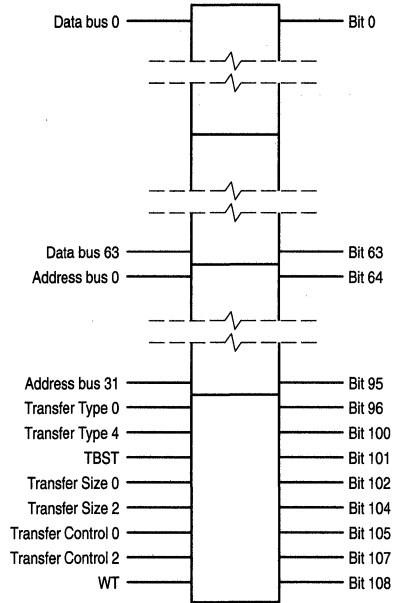 Data bus 0 Bit 0
Data bus 63 Bit 63
Address bus 0 Bit 64
Address bus 31 Bit 95
Transfer Type 0 Bit 96
Transfer Type 4 Bit 100
TBST Bit 101
Transfer Size 0 Bit 102
Transfer Size 2 Bit 104
Transfer Control 0 Bit 105
Transfer Control 2 Bit 107
WT Bit 108